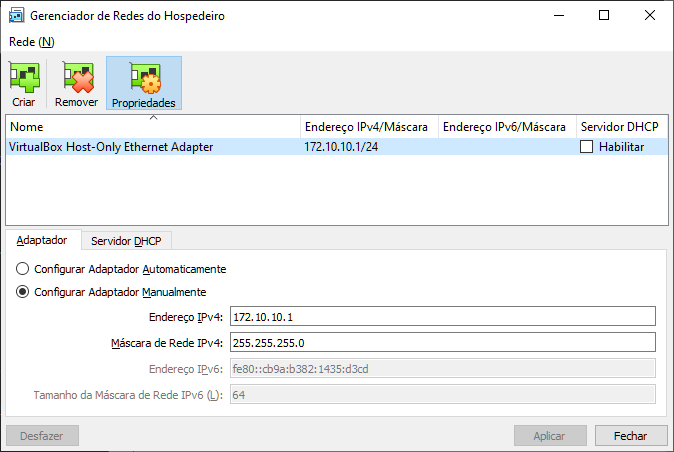 Gerenciador de Redes do Hospedeiro
Rede (N)
Criar Remover Propriedades
Nome Endereço IPv4/Máscara Endereço IPv6/Máscara Servidor DHCP
VirtualBox Host-Only Ethernet Adapter 172.10.10.1/24 Habilitar
Adaptador Servidor DHCP
Configurar Adaptador Automaticamente
Configurar Adaptador Manualmente
Endereço IPv4: 172.10.10.1
Máscara de Rede IPv4: 255.255.255.0
Endereço IPv6: fe80::cb9a:b382:1435:d3cd
Tamanho da Máscara de Rede IPv6 (L): 64
Desfazer Aplicar Fechar